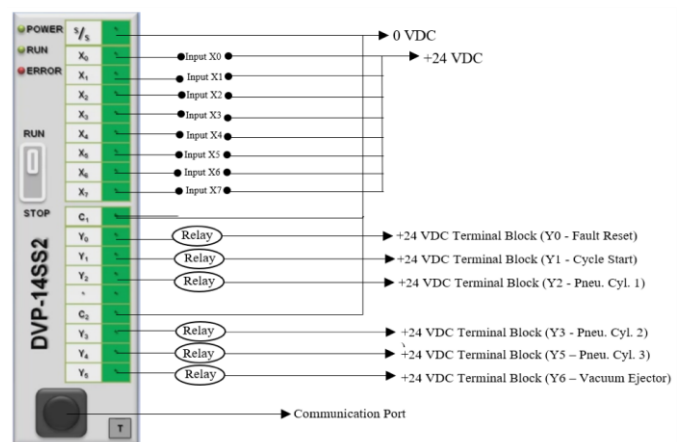 POWER
RUN
ERROR
RUN
STOP
DVP-14SS2
S/S
X0
X1
X2
X3
X4
X5
X6
X7
C1
Y0
Y1
Y2
C2
Y3
Y4
Y5
T
0 VDC
+24 VDC
Input X0
Input X1
Input X2
Input X3
Input X4
Input X5
Input X6
Input X7
Relay +24 VDC Terminal Block (Y0 - Fault Reset)
Relay +24 VDC Terminal Block (Y1 - Cycle Start)
Relay +24 VDC Terminal Block (Y2 - Pneu. Cyl. 1)
Relay +24 VDC Terminal Block (Y3 - Pneu. Cyl. 2)
Relay +24 VDC Terminal Block (Y5 – Pneu. Cyl. 3)
Relay +24 VDC Terminal Block (Y6 – Vacuum Ejector)
Communication Port